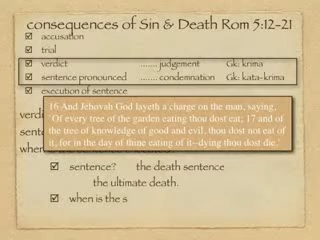 consequences of Sin & Death Rom 5:12-21
accusation
trial
verdict ........ judgement Gk: krima
sentence pronounced ........ condemnation Gk: kata-krima
execution of sentence
16 And Jehovah God layeth a charge on the man, saying,
'Of every tree of the garden eating thou dost eat; 17 and of
the tree of knowledge of good and evil, thou dost not eat of
it, for in the day of thine eating of it--dying thou dost die.'
sentence? the death sentence
the ultimate death.
when is the s